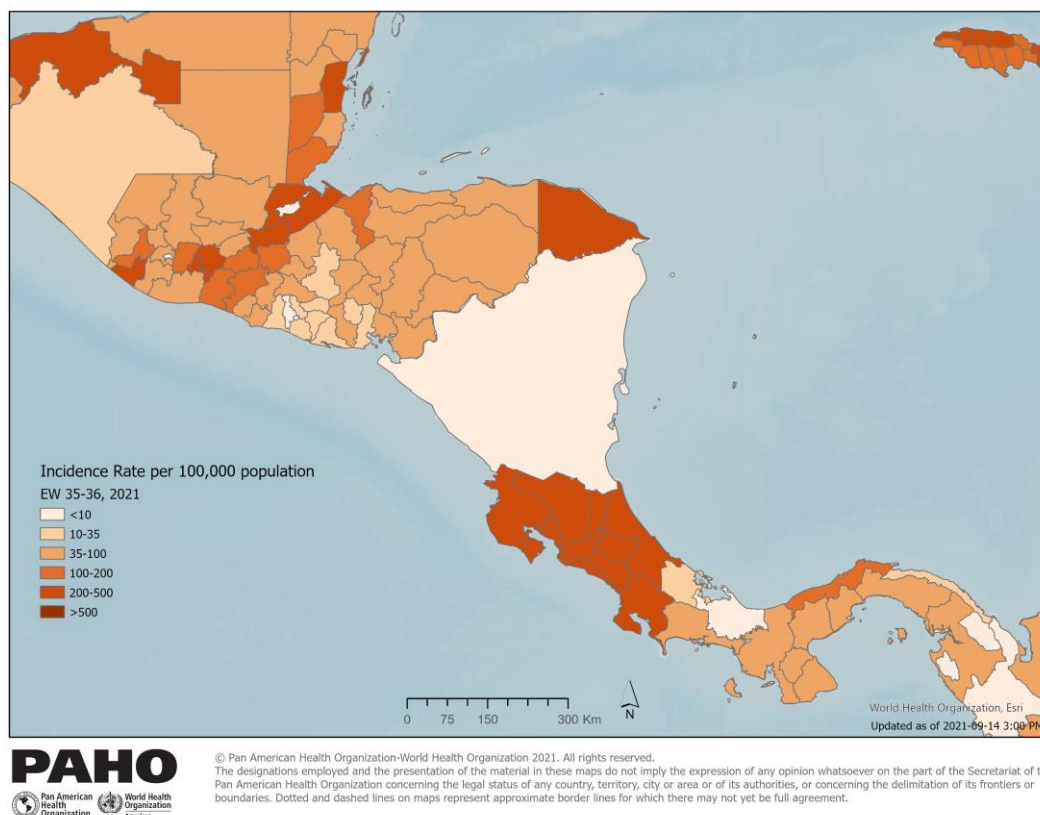 Incidence Rate per 100,000 population
EW 35-36, 2021
<10
10-35
35-100
100-200
200-500
>500
0 75 150 300 Km
N
World Health Organization, Esri
Updated as of 2021-09-14 3:00 PM
PAHO
Pan American
Health
Organization
World Health
Organization
© Pan American Health Organization-World Health Organization 2021. All rights reserved.
The designations employed and the presentation of the material in these maps do not imply the expression of any opinion whatsoever on the part of the Secretariat of
Pan American Health Organization concerning the legal status of any country, territory, city or area or of its authorities, or concerning the delimitation of its frontiers or
boundaries. Dotted and dashed lines on maps represent approximate border lines for which there may not yet be full agreement.